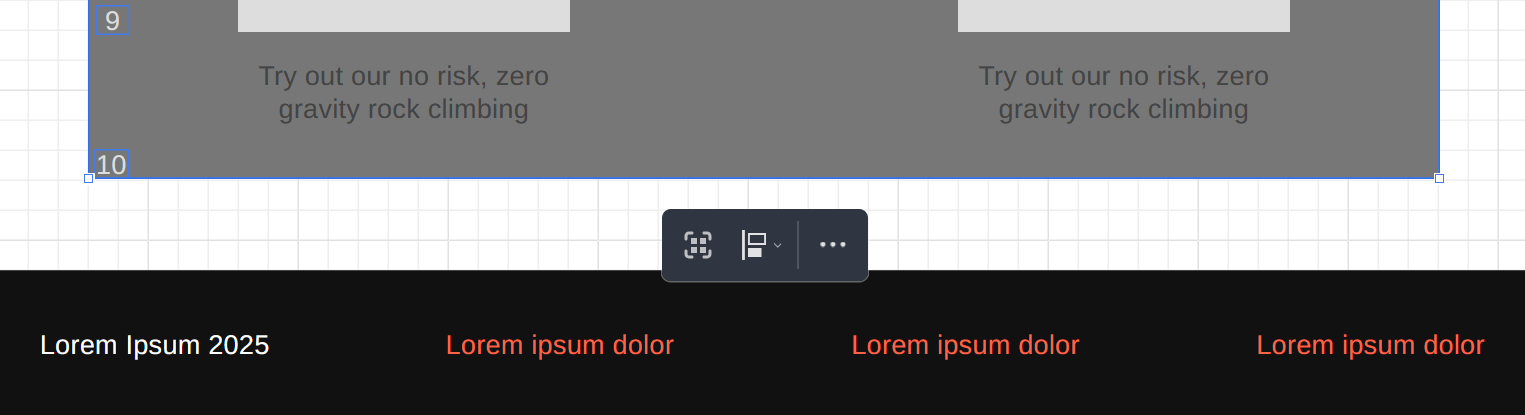 9
Try out our no risk, zero
gravity rock climbing
Try out our no risk, zero
gravity rock climbing
10
Lorem Ipsum 2025
Lorem ipsum dolor
Lorem ipsum dolor
Lorem ipsum dolor